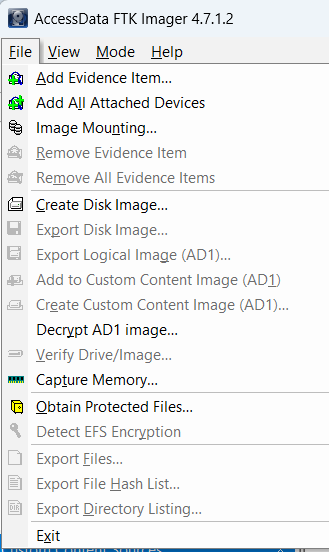 AccessData FTK Imager 4.7.1.2
File View Mode Help
Add Evidence Item...
Add All Attached Devices
Image Mounting...
Remove Evidence Item
Remove All Evidence Items
Create Disk Image...
Export Disk Image...
Export Logical Image (AD1)...
Add to Custom Content Image (AD1)
Create Custom Content Image (AD1)...
Decrypt AD1 image...
Verify Drive/Image...
Capture Memory...
Obtain Protected Files...
Detect EFS Encryption
Export Files...
Export File Hash List...
Export Directory Listing...
Exit
Custom Content Sources